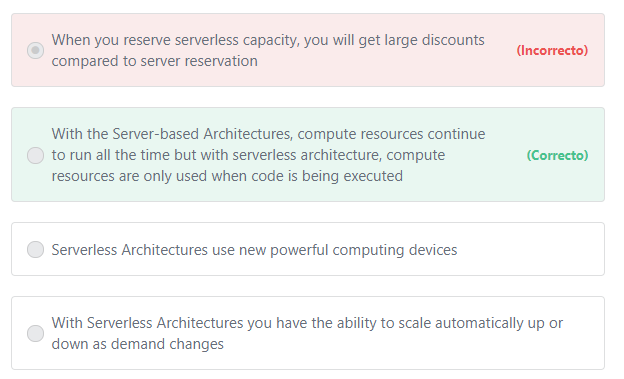 When you reserve serverless capacity, you will get large discounts
compared to server reservation
(Incorrecto)
With the Server-based Architectures, compute resources continue
to run all the time but with serverless architecture, compute
resources are only used when code is being executed
(Correcto)
Serverless Architectures use new powerful computing devices
With Serverless Architectures you have the ability to scale automatically up or
down as demand changes